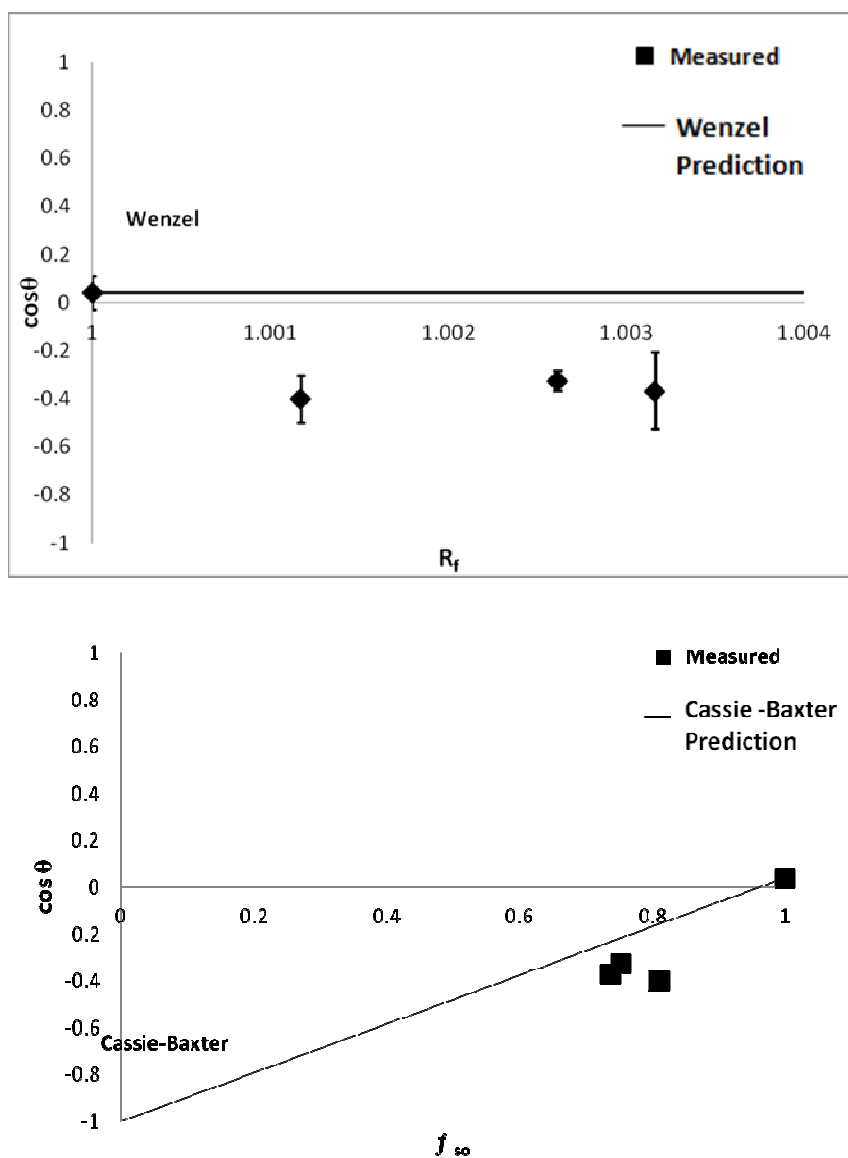 1
Measured
0.8
Wenzel
0.6
Prediction
0.4
Wenzel
0.2
cosθ
0
1
1.001
1.002
1.003
1.004
-0.2
-0.4
-0.6
-0.8
-1
Rf
1
Measured
0.8
Cassie -Baxter
Prediction
0.6
0.4
0.2
cos θ
0
0
0.2
0.4
0.6
0.8
1
0.2
-0.4
-0.6
Cassie-Baxter
-0.8
-1
f so